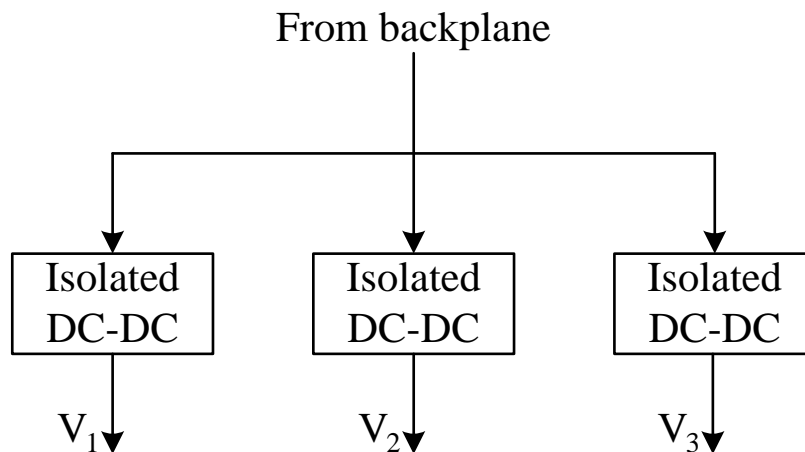 From backplane
Isolated
DC-DC
Isolated
DC-DC
Isolated
DC-DC
V1
V2
V3